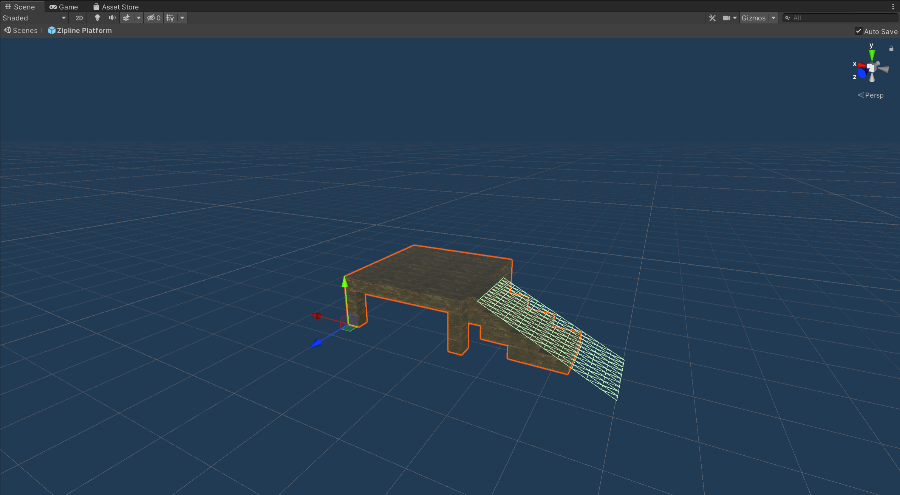 Scene Game Asset Store
Shaded 2D 0 Gizmos All
Scenes Zipline Platform Auto Save
y
x
z
Persp